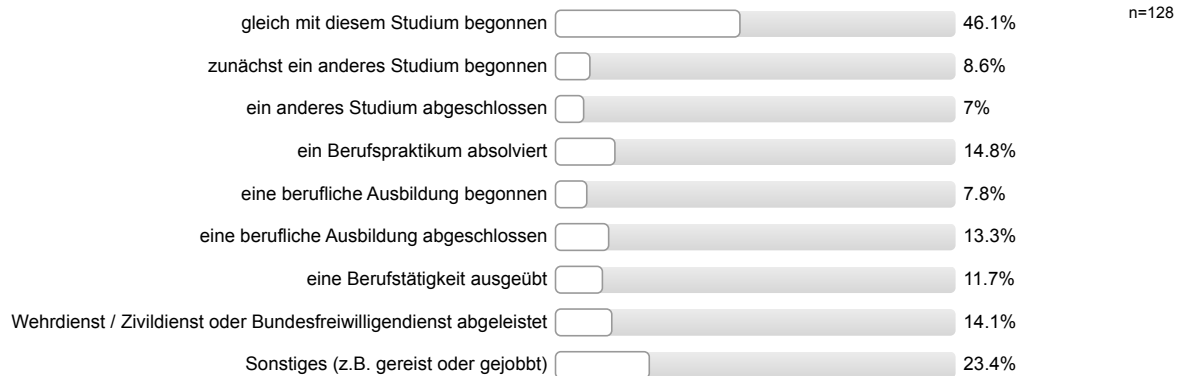 gleich mit diesem Studium begonnen 46.1% n=128
zunächst ein anderes Studium begonnen 8.6%
ein anderes Studium abgeschlossen 7%
ein Berufspraktikum absolviert 14.8%
eine berufliche Ausbildung begonnen 7.8%
eine berufliche Ausbildung abgeschlossen 13.3%
eine Berufstätigkeit ausgeübt 11.7%
Wehrdienst / Zivildienst oder Bundesfreiwilligendienst abgeleistet 14.1%
Sonstiges (z.B. gereist oder gejobbt) 23.4%